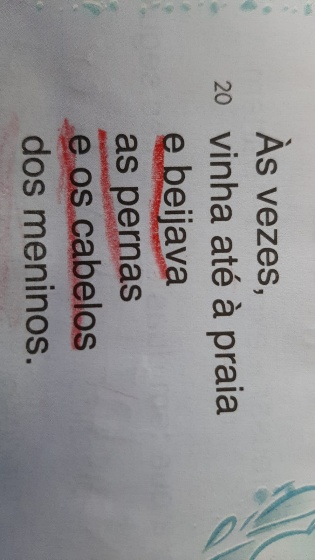 Às vezes,
20 vinha até à praia
e beijava
as pernas
e os cabelos
dos meninos.